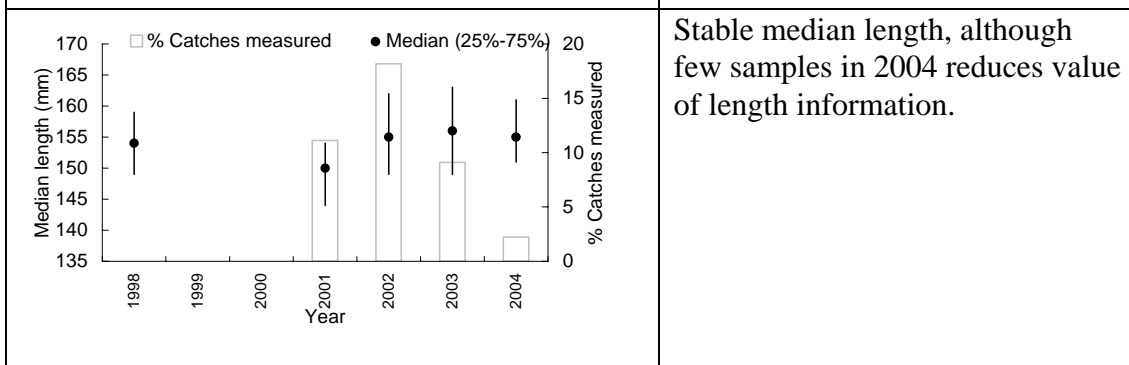 170
165
160
155
150
145
140
135
Median length (mm)
% Catches measured
Median (25%-75%)
20
15
10
5
0
% Catches measured
1998
1999
2000
2001
2002
2003
2004
Year
Stable median length, although
few samples in 2004 reduces value
of length information.